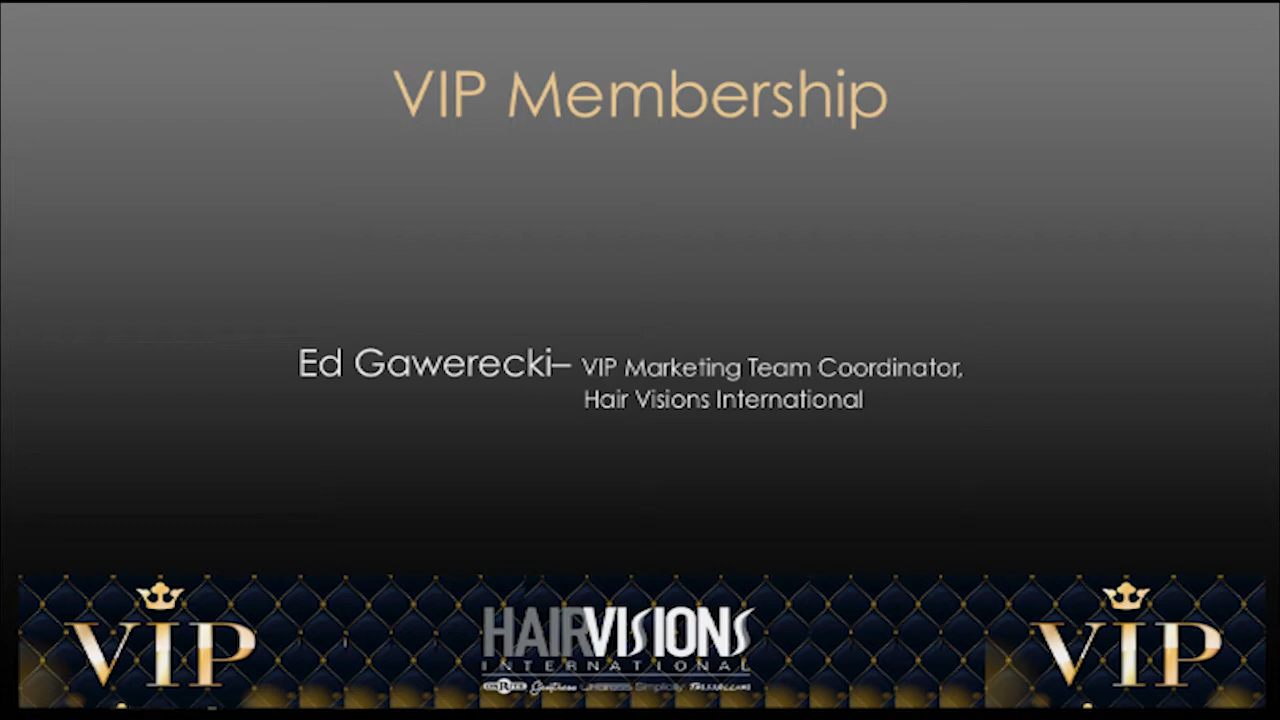 VIP Membership
Ed Gawerecki– VIP Marketing Team Coordinator,
Hair Visions International
VIP
HAIRVISIONS
INTERNATIONAL
VIP